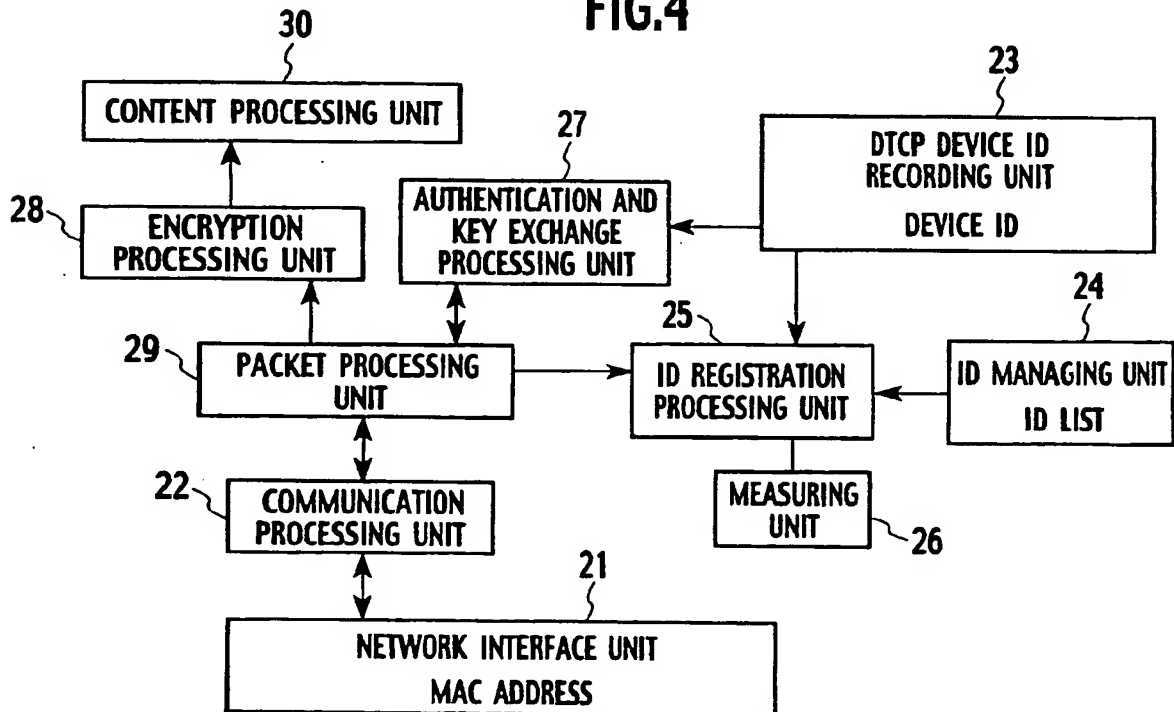 FIG.4
30
CONTENT PROCESSING UNIT
23
DTCP DEVICE ID
RECORDING UNIT
DEVICE ID
27
AUTHENTICATION AND
KEY EXCHANGE
PROCESSING UNIT
28
ENCRYPTION
PROCESSING UNIT
24
ID MANAGING UNIT
ID LIST
25
ID REGISTRATION
PROCESSING UNIT
29
PACKET PROCESSING
UNIT
22
COMMUNICATION
PROCESSING UNIT
MEASURING
UNIT
26
21
NETWORK INTERFACE UNIT
MAC ADDRESS